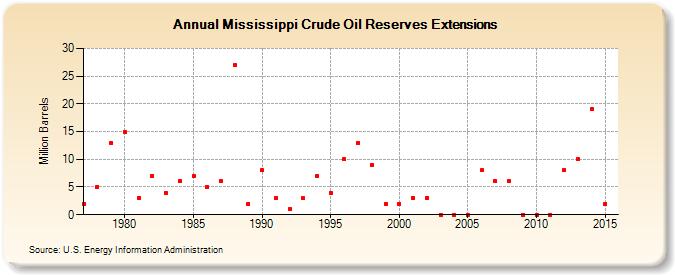 Annual Mississippi Crude Oil Reserves Extensions
Million Barrels
30
25
20
15
10
5
0
1980 1985 1990 1995 2000 2005 2010 2015
Source: U.S. Energy Information Administration